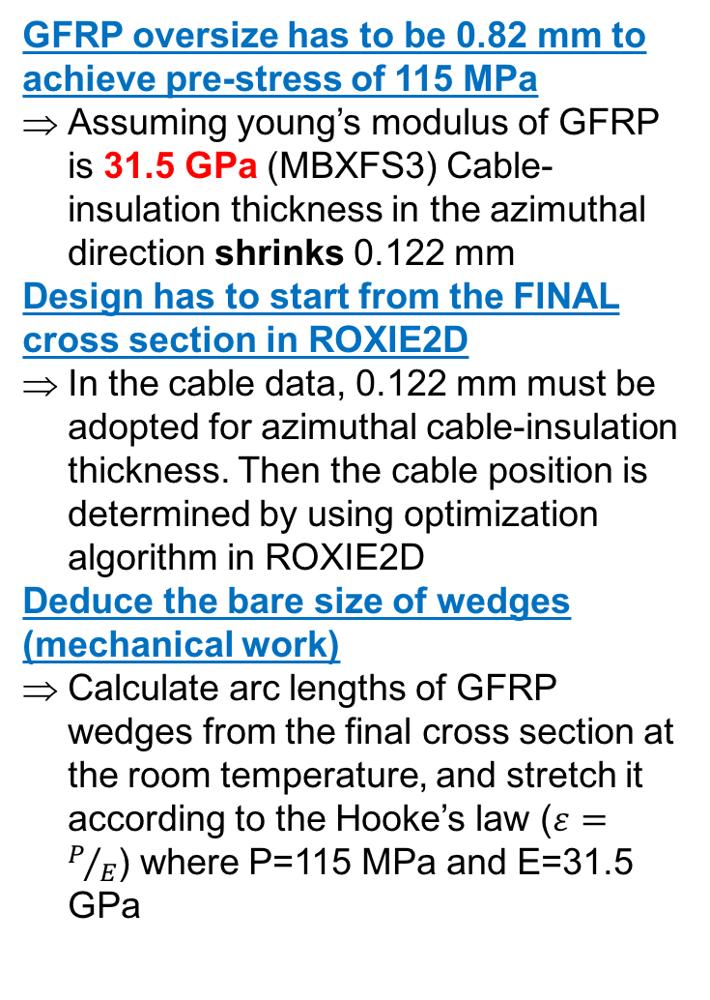 GFRP oversize has to be 0.82 mm to
achieve pre-stress of 115 MPa
⇒ Assuming young’s modulus of GFRP
is 31.5 GPa (MBXFS3) Cable-
insulation thickness in the azimuthal
direction shrinks 0.122 mm
Design has to start from the FINAL
cross section in ROXIE2D
⇒ In the cable data, 0.122 mm must be
adopted for azimuthal cable-insulation
thickness. Then the cable position is
determined by using optimization
algorithm in ROXIE2D
Deduce the bare size of wedges
(mechanical work)
⇒ Calculate arc lengths of GFRP
wedges from the final cross section at
the room temperature, and stretch it
according to the Hooke’s law (𝜀 =
𝑃/𝐸) where P=115 MPa and E=31.5
GPa